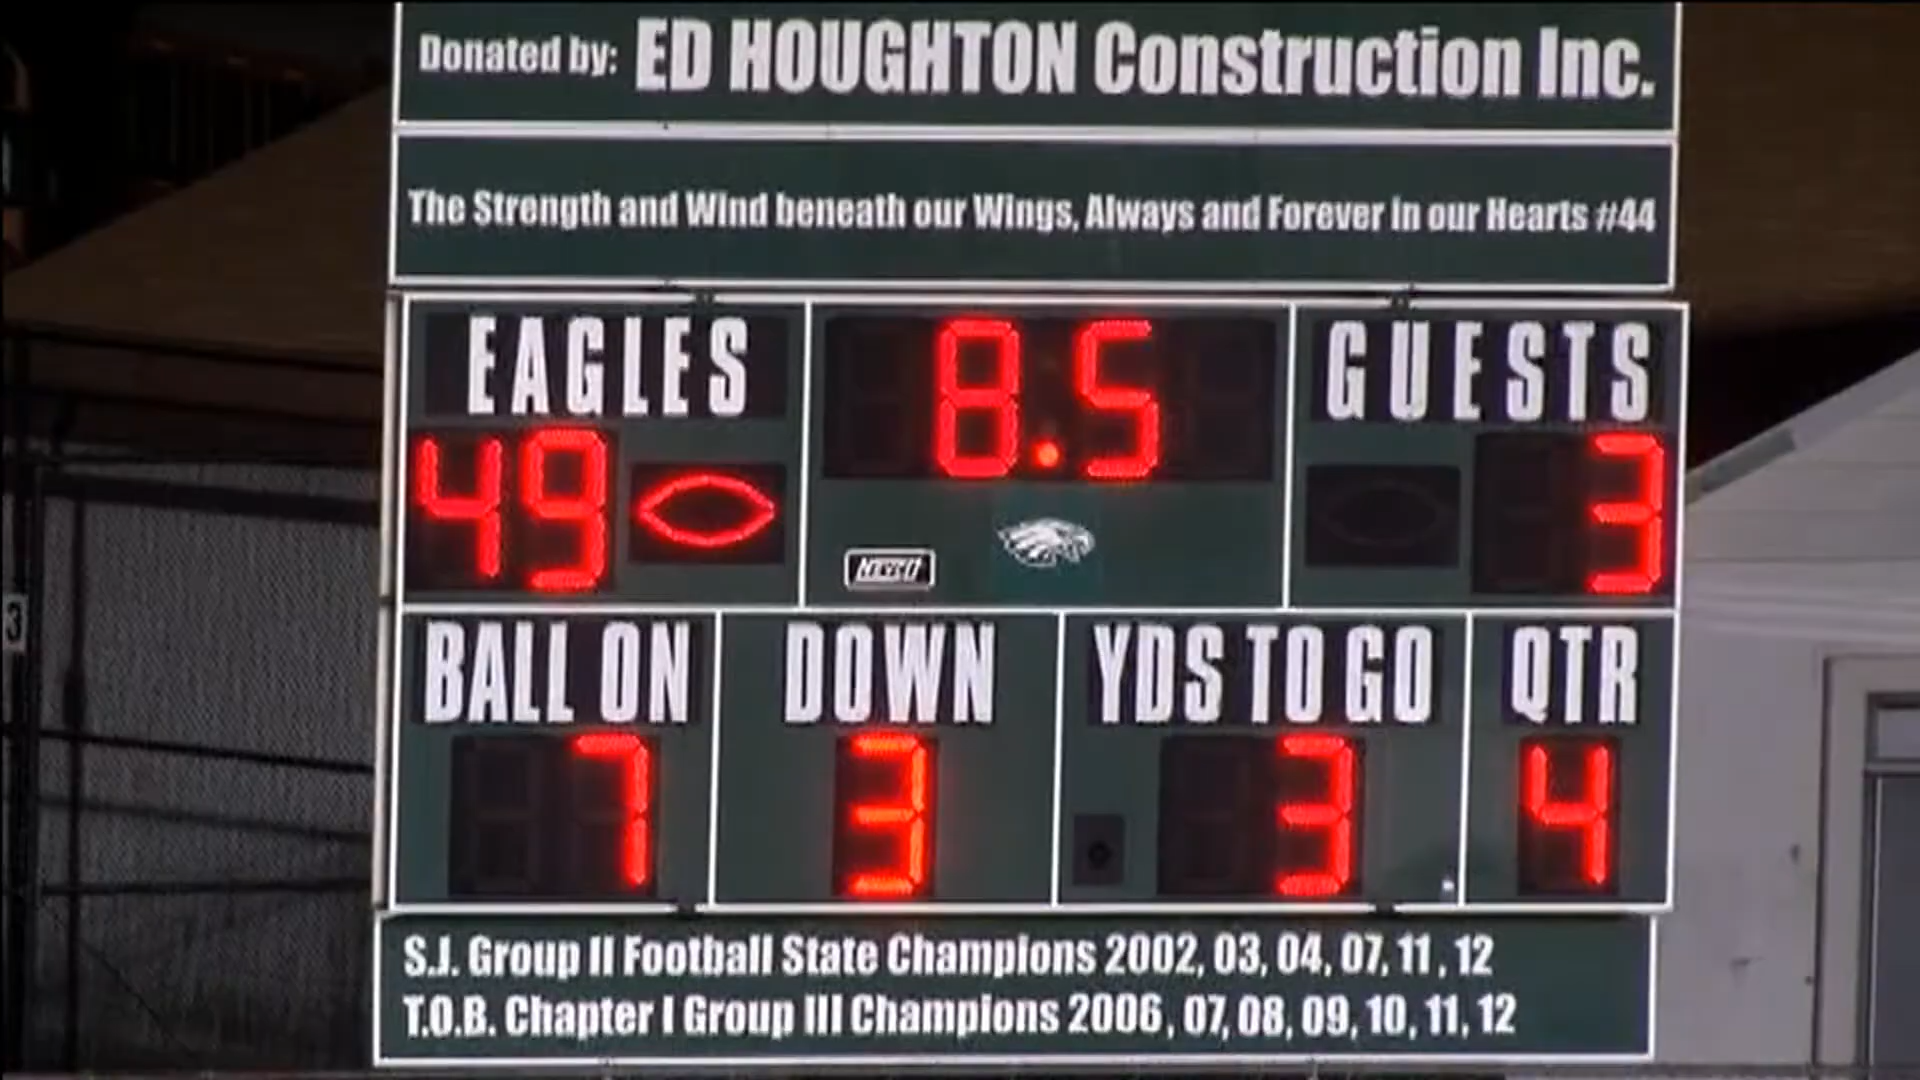 Donated by: ED HOUGHTON Construction Inc.
The Strength and Wind beneath our Wings, Always and Forever in our Hearts #44
EAGLES 8.5 GUESTS
49 3
NEVCO
BALL ON DOWN YDS TO GO QTR
7 3 3 4
S.J. Group II Football State Champions 2002, 03, 04, 07, 11, 12
T.O.B. Chapter I Group III Champions 2006, 07, 08, 09, 10, 11, 12
3